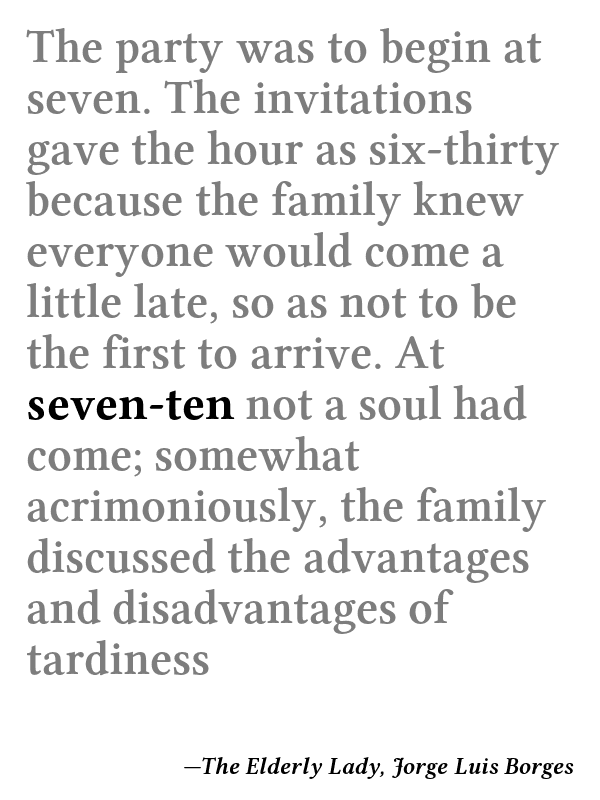 The party was to begin at
seven. The invitations
gave the hour as six-thirty
because the family knew
everyone would come a
little late, so as not to be
the first to arrive. At
seven-ten not a soul had
come; somewhat
acrimoniously, the family
discussed the advantages
and disadvantages of
tardiness
—The Elderly Lady, Jorge Luis Borges